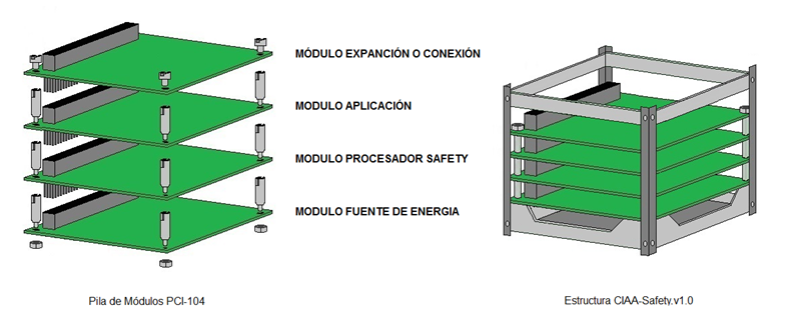 MÓDULO EXPANCIÓN O CONEXIÓN
MODULO APLICACIÓN
MODULO PROCESADOR SAFETY
MODULO FUENTE DE ENERGIA
Pila de Módulos PCI-104
Estructura CIAA-Safety.v1.0